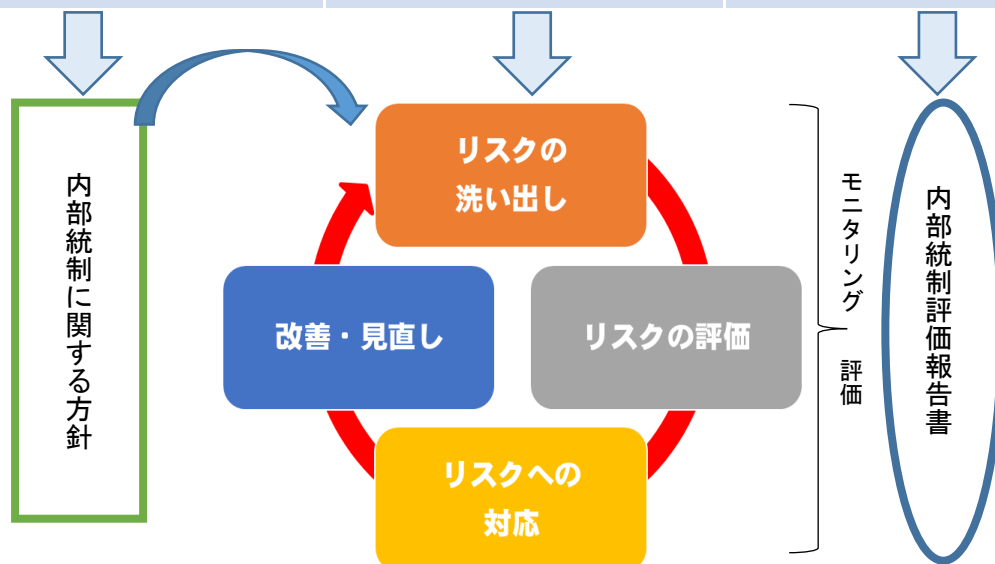 内部統制に関する方針
リスクの
洗い出し
改善・見直し
リスクの評価
リスクへの
対応
モニタリング
評価
内部統制評価報告書